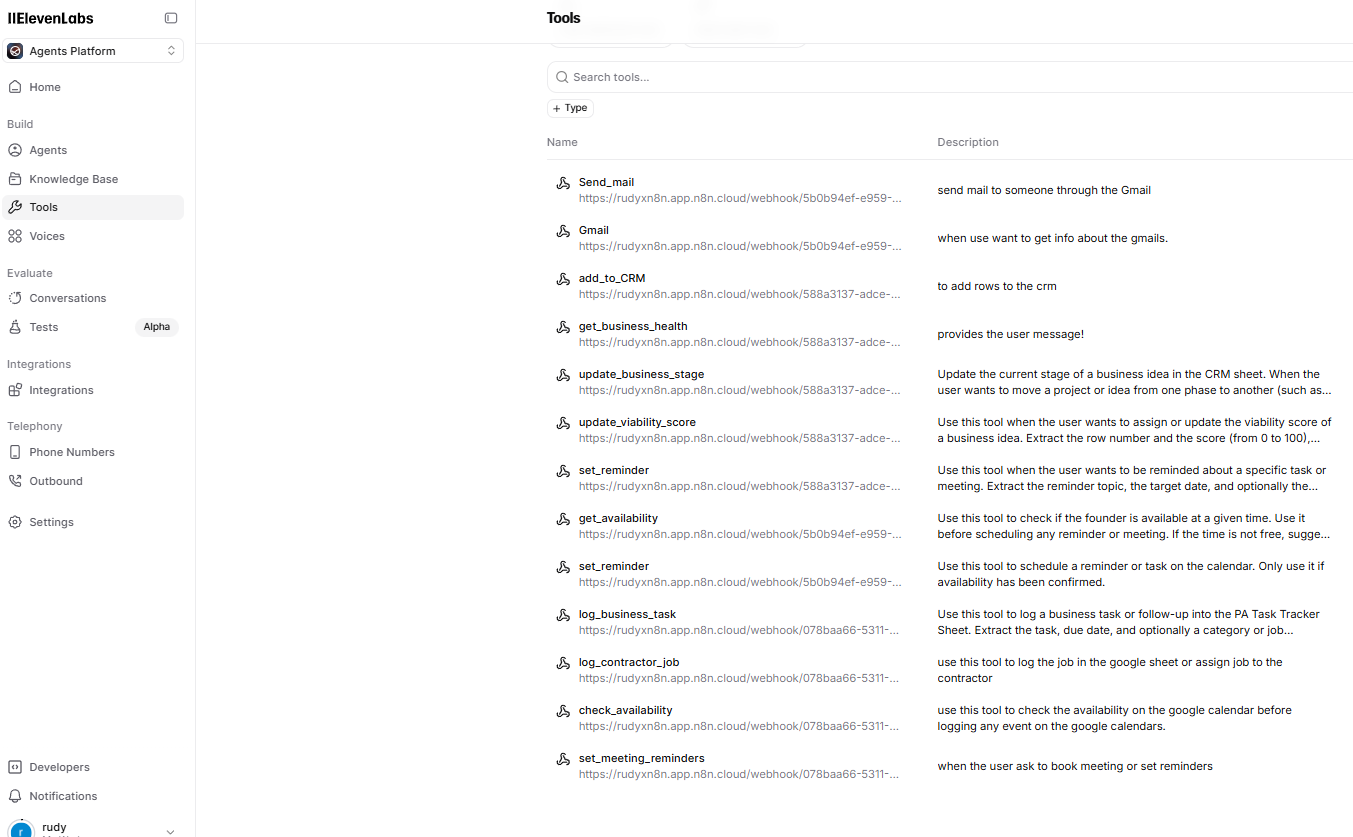 IIElevenLabs
Agents Platform
Home
Build
Agents
Knowledge Base
Tools
Voices
Evaluate
Conversations
Tests
Alpha
Integrations
Integrations
Telephony
Phone Numbers
Outbound
Settings
Developers
Notifications
r
rudy
Tools
Search tools...
+ Type
Name Description
Send_mail
https://rudyxn8n.app.n8n.cloud/webhook/5b0b94ef-e959-...
send mail to someone through the Gmail
Gmail
https://rudyxn8n.app.n8n.cloud/webhook/5b0b94ef-e959-...
when use want to get info about the gmails.
add_to_CRM
https://rudyxn8n.app.n8n.cloud/webhook/588a3137-adce-...
to add rows to the crm
get_business_health
https://rudyxn8n.app.n8n.cloud/webhook/588a3137-adce-...
provides the user message!
update_business_stage
https://rudyxn8n.app.n8n.cloud/webhook/588a3137-adce-...
Update the current stage of a business idea in the CRM sheet. When the
user wants to move a project or idea from one phase to another (such as...
update_viability_score
https://rudyxn8n.app.n8n.cloud/webhook/588a3137-adce-...
Use this tool when the user wants to assign or update the viability score of
a business idea. Extract the row number and the score (from 0 to 100),...
set_reminder
https://rudyxn8n.app.n8n.cloud/webhook/588a3137-adce-...
Use this tool when the user wants to be reminded about a specific task or
meeting. Extract the reminder topic, the target date, and optionally the...
get_availability
https://rudyxn8n.app.n8n.cloud/webhook/5b0b94ef-e959-...
Use this tool to check if the founder is available at a given time. Use it
before scheduling any reminder or meeting. If the time is not free, sugge...
set_reminder
https://rudyxn8n.app.n8n.cloud/webhook/5b0b94ef-e959-...
Use this tool to schedule a reminder or task on the calendar. Only use it if
availability has been confirmed.
log_business_task
https://rudyxn8n.app.n8n.cloud/webhook/078baa66-5311-...
Use this tool to log a business task or follow-up into the PA Task Tracker
Sheet. Extract the task, due date, and optionally a category or job...
log_contractor_job
https://rudyxn8n.app.n8n.cloud/webhook/078baa66-5311-...
use this tool to log the job in the google sheet or assign job to the
contractor
check_availability
https://rudyxn8n.app.n8n.cloud/webhook/078baa66-5311-...
use this tool to check the availability on the google calendar before
logging any event on the google calendars.
set_meeting_reminders
https://rudyxn8n.app.n8n.cloud/webhook/078baa66-5311-...
when the user ask to book meeting or set reminders